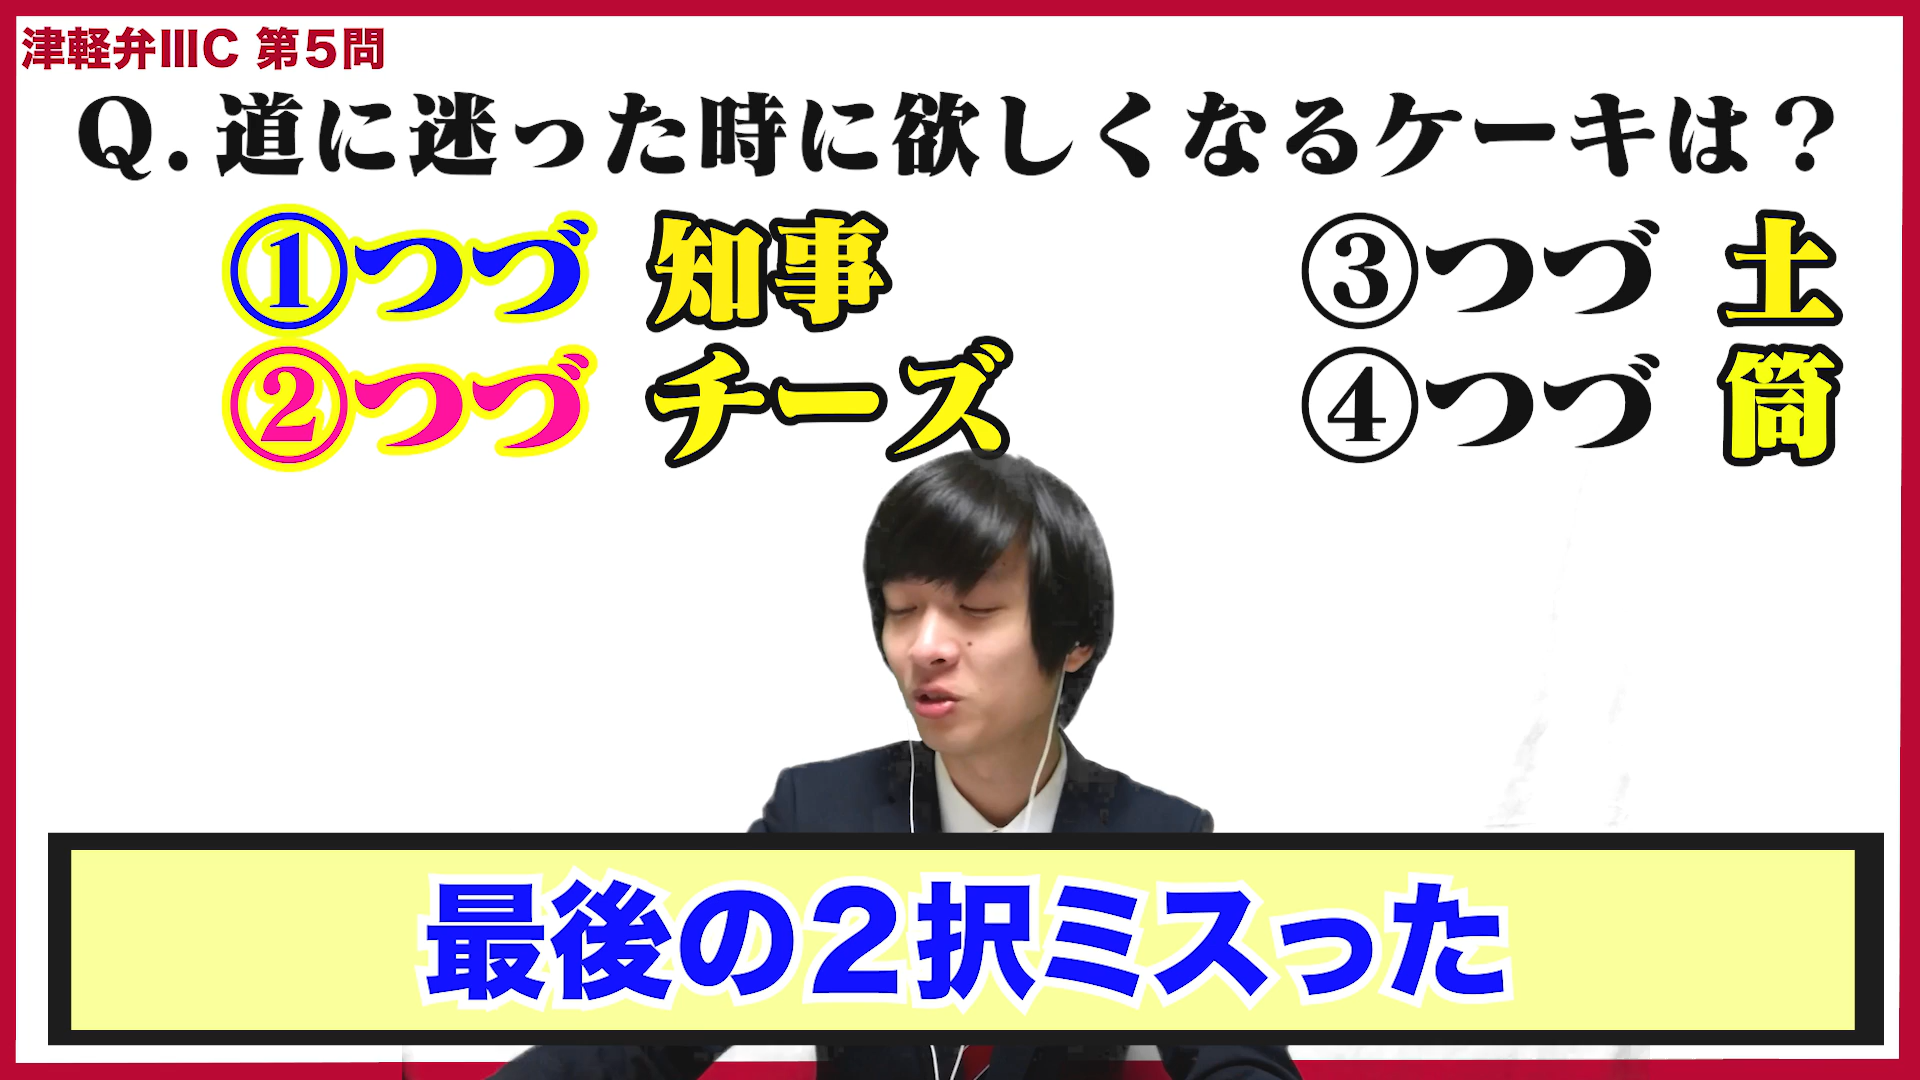 津軽弁ⅢC 第5問
Q.道に迷った時に欲しくなるケーキは？
①つづ 知事
②つづ チーズ
③つづ 土
④つづ 筒
最後の2択ミスった